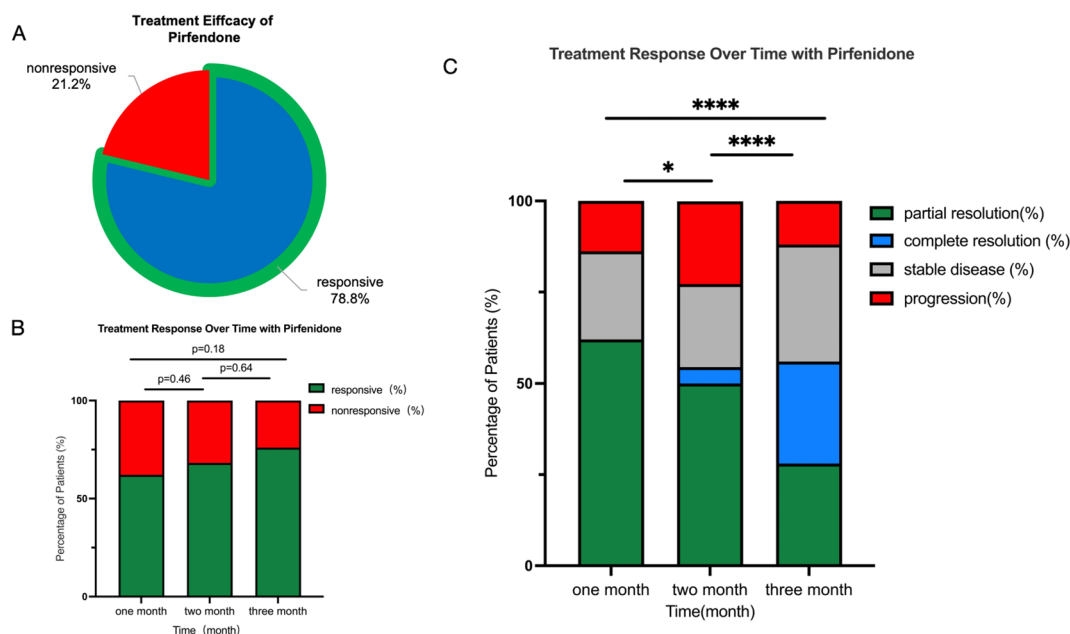 A
Treatment Eiffcacy of
Pirfendone
nonresponsive
21.2%
responsive
78.8%
B
Treatment Response Over Time with Pirfenidone
p=0.18
p=0.46
p=0.64
responsive (%)
nonresponsive (%)
Percentage of Patients (%)
100
50
0
one month
two month
three month
Time (month)
C
Treatment Response Over Time with Pirfenidone
****
****
*
partial resolution(%)
complete resolution (%)
stable disease (%)
progression(%)
Percentage of Patients (%)
100
50
0
one month
two month
three month
Time(month)